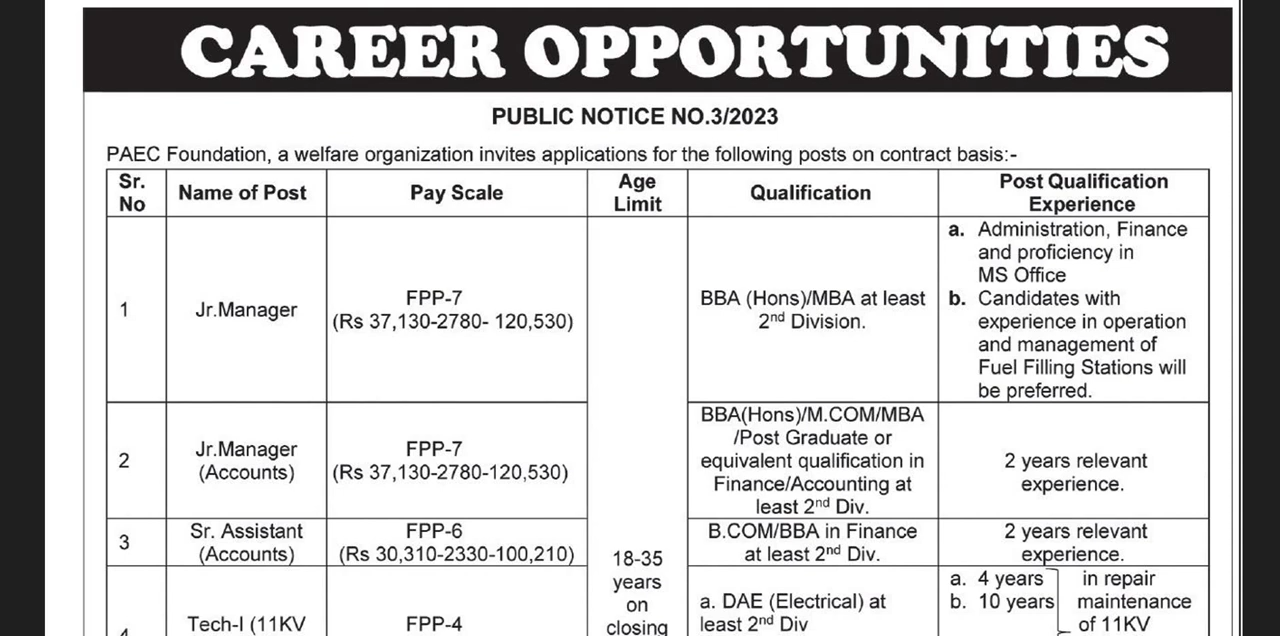 CAREER OPPORTUNITIES
PUBLIC NOTICE NO.3/2023
PAEC Foundation, a welfare organization invites applications for the following posts on contract basis:-
Sr.
No
Name of Post
Pay Scale
Age
Limit
Qualification
Post Qualification
Experience
1
Jr.Manager
FPP-7
(Rs 37,130-2780- 120,530)
BBA (Hons)/MBA at least
2nd Division.
a. Administration, Finance
and proficiency in
MS Office
b. Candidates with
experience in operation
and management of
Fuel Filling Stations will
be preferred.
2
Jr.Manager
(Accounts)
FPP-7
(Rs 37,130-2780-120,530)
BBA(Hons)/M.COM/MBA
/Post Graduate or
equivalent qualification in
Finance/Accounting at
least 2nd Div.
2 years relevant
experience.
3
Sr. Assistant
(Accounts)
FPP-6
(Rs 30,310-2330-100,210)
B.COM/BBA in Finance
at least 2nd Div.
2 years relevant
experience.
18-35
years
on
closing
4
Tech-I (11KV
FPP-4
a. DAE (Electrical) at
least 2nd Div
a. 4 years
b. 10 years
in repair
maintenance
of 11KV